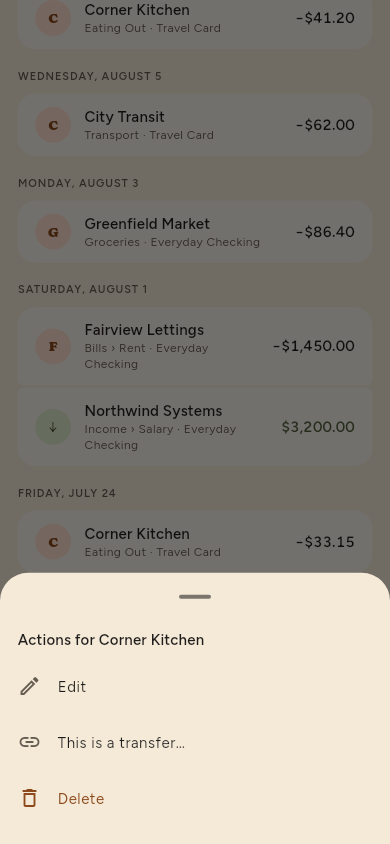 C
Corner Kitchen
-$41.20
Eating Out · Travel Card
WEDNESDAY, AUGUST 5
C
City Transit
-$62.00
Transport · Travel Card
MONDAY, AUGUST 3
G
Greenfield Market
-$86.40
Groceries · Everyday Checking
SATURDAY, AUGUST 1
F
Fairview Lettings
-$1,450.00
Bills › Rent · Everyday
Checking
Northwind Systems
$3,200.00
Income › Salary · Everyday
Checking
FRIDAY, JULY 24
C
Corner Kitchen
-$33.15
Eating Out · Travel Card
Actions for Corner Kitchen
Edit
This is a transfer...
Delete